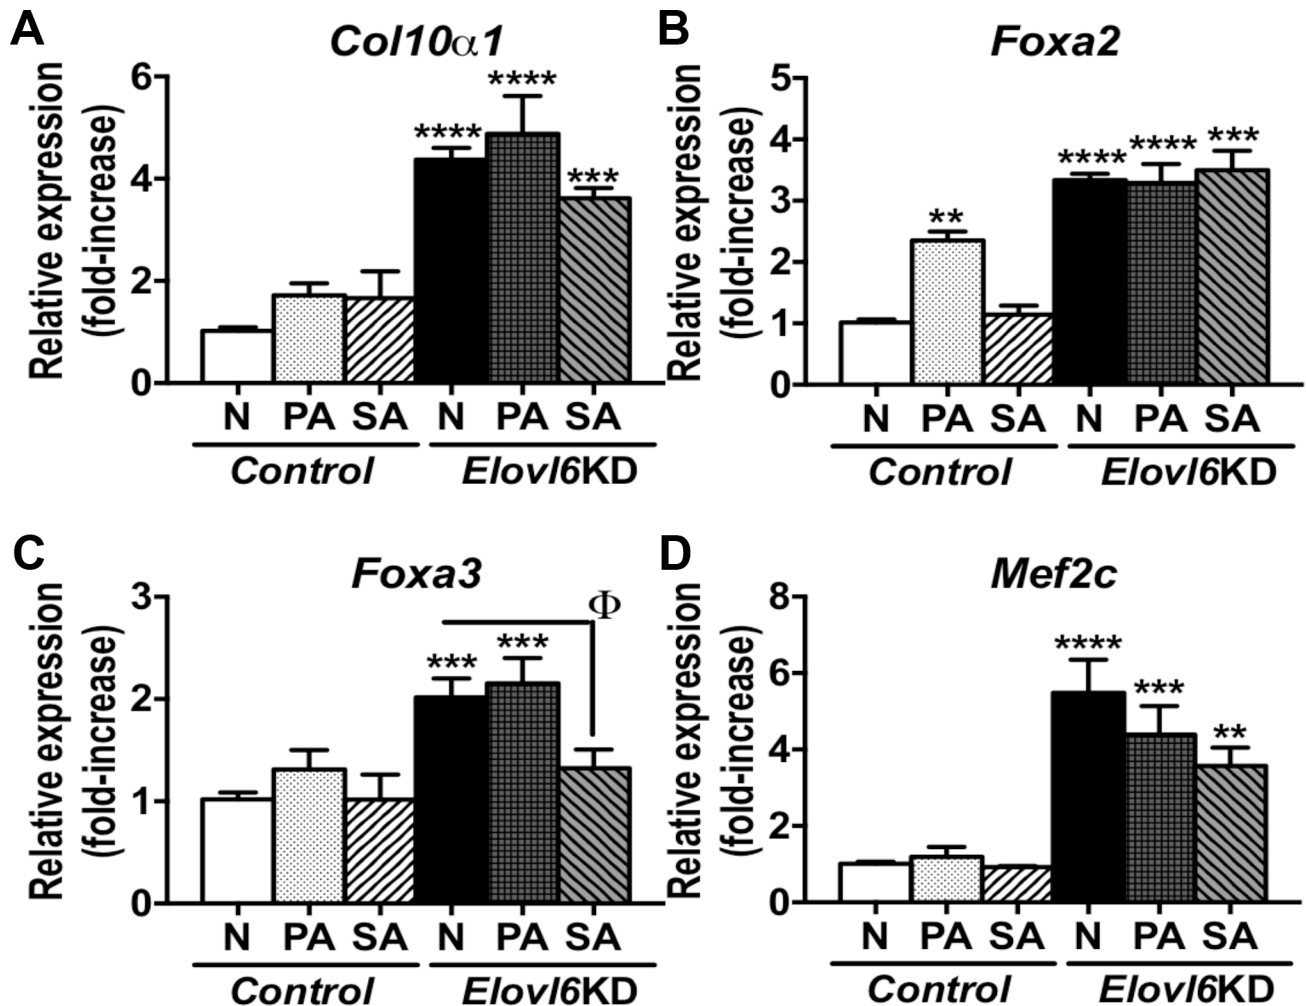 A
Col10α1
Relative expression
(fold-increase)
6
4
2
0
****
****
***
N PA SA N PA SA
Control Elovl6KD
B
Foxa2
Relative expression
(fold-increase)
5
4
3
2
1
0
**
****
****
***
N PA SA N PA SA
Control Elovl6KD
C
Foxa3
Relative expression
(fold-increase)
3
2
1
0
***
***
Φ
N PA SA N PA SA
Control Elovl6KD
D
Mef2c
Relative expression
(fold-increase)
8
6
4
2
0
****
***
**
N PA SA N PA SA
Control Elovl6KD